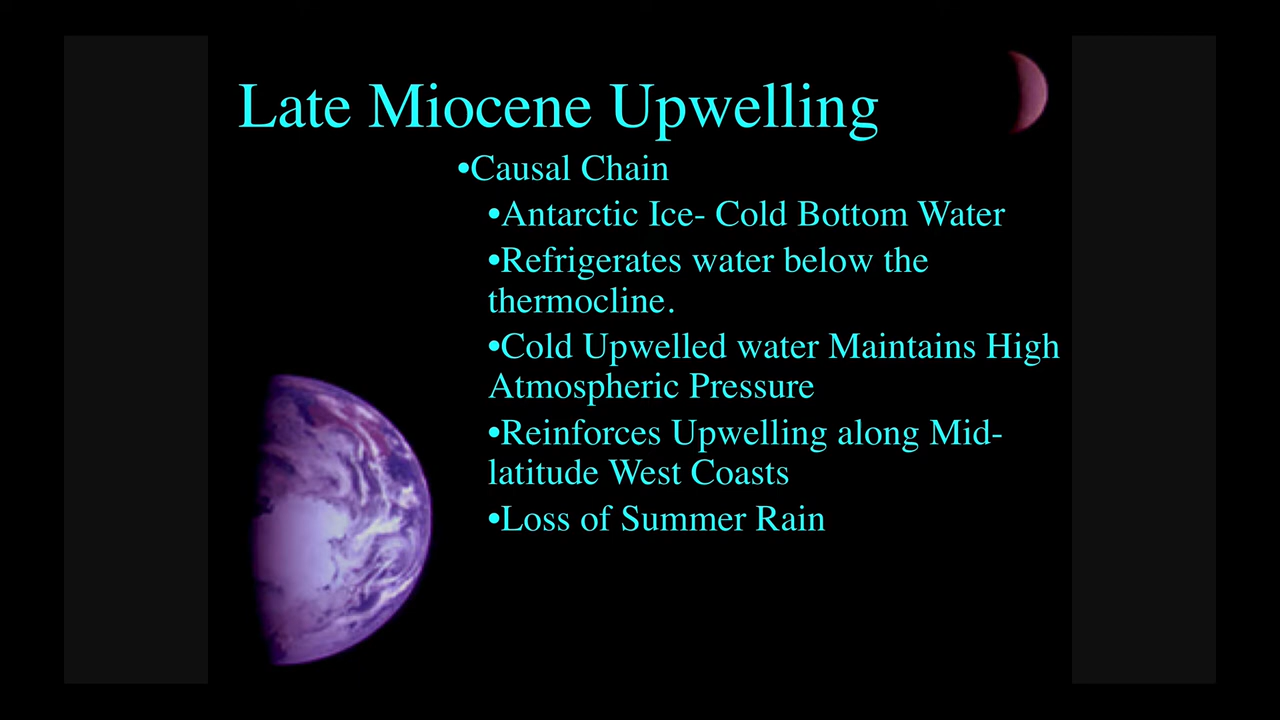 Late Miocene Upwelling
•Causal Chain
•Antarctic Ice- Cold Bottom Water
•Refrigerates water below the
thermocline.
•Cold Upwelled water Maintains High
Atmospheric Pressure
•Reinforces Upwelling along Mid-
latitude West Coasts
•Loss of Summer Rain